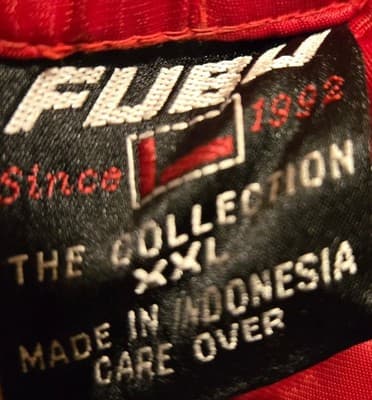 FUBU
Since 1992
THE COLLECTION
XXL
MADE IN INDONESIA
CARE OVER